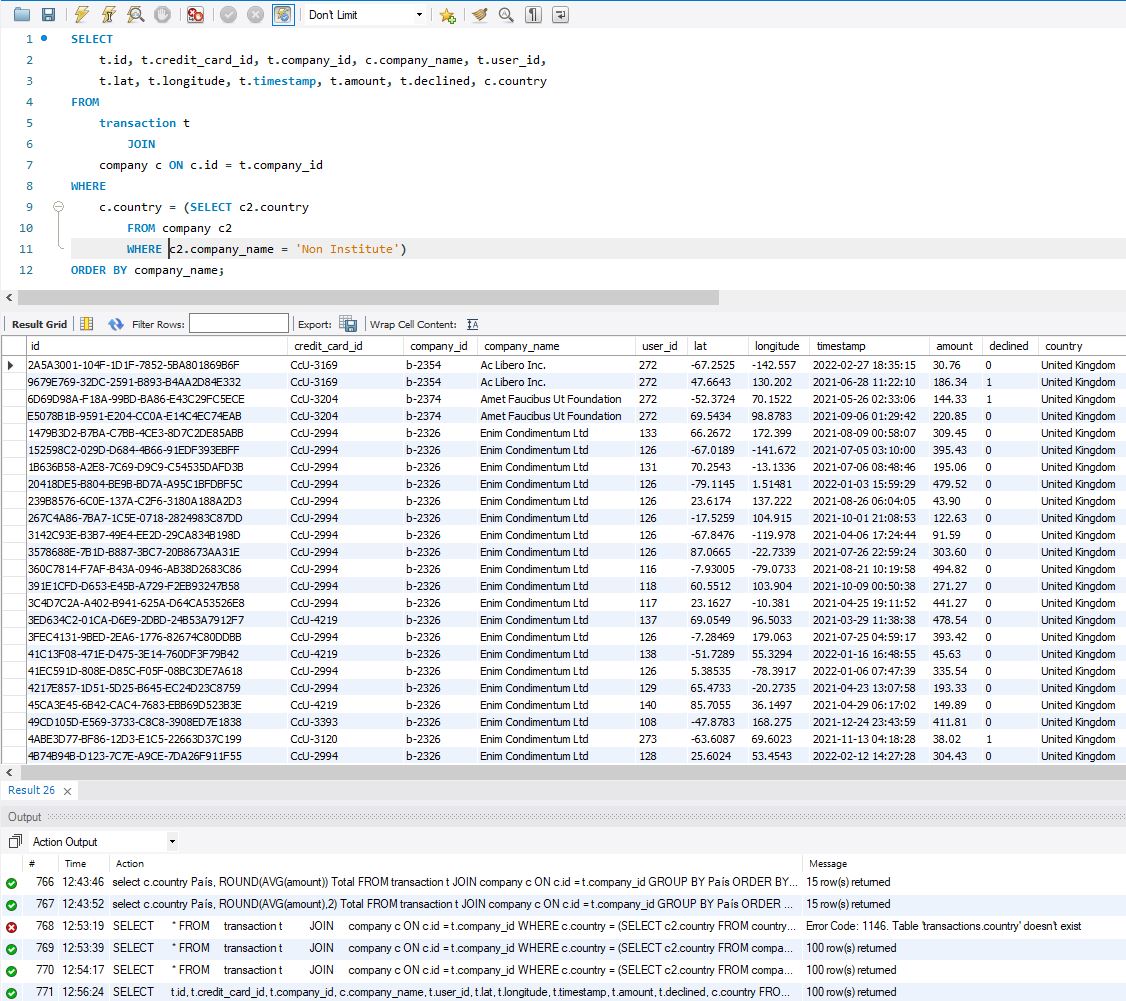 Don't Limit
1 SELECT
2 t.id, t.credit_card_id, t.company_id, c.company_name, t.user_id,
3 t.lat, t.longitude, t.timestamp, t.amount, t.declined, c.country
4 FROM
5 transaction t
6 JOIN
7 company c ON c.id = t.company_id
8 WHERE
9 c.country = (SELECT c2.country
10 FROM company c2
11 WHERE c2.company_name = 'Non Institute')
12 ORDER BY company_name;
Result Grid Filter Rows: Export: Wrap Cell Content:
id credit_card_id company_id company_name user_id lat longitude timestamp amount declined country
2A5A3001-104F-1D1F-7852-5BA801869B6F CcU-3169 b-2354 Ac Libero Inc. 272 -67.2525 -142.557 2022-02-27 18:35:15 30.76 0 United Kingdom
9679E769-32DC-2591-B893-B4AA2D84E332 CcU-3169 b-2354 Ac Libero Inc. 272 47.6643 130.202 2021-06-28 11:22:10 186.34 1 United Kingdom
6D69D98A-F18A-99BD-BA86-E43C29FC5ECE CcU-3204 b-2374 Amet Faucibus Ut Foundation 272 -52.3724 70.1522 2021-05-26 02:33:06 144.33 1 United Kingdom
E5078B1B-9591-E204-CC0A-E14C4EC74EAB CcU-3204 b-2374 Amet Faucibus Ut Foundation 272 69.5434 98.8783 2021-09-06 01:29:42 220.85 0 United Kingdom
1479B3D2-B7BA-C7BB-4CE3-8D7C2DE85ABB CcU-2994 b-2326 Enim Condimentum Ltd 133 66.2672 172.399 2021-08-09 00:58:07 309.45 0 United Kingdom
152598C2-029D-D684-4B66-91EDF393EBFF CcU-2994 b-2326 Enim Condimentum Ltd 126 -67.0189 -141.672 2021-07-05 03:10:00 395.43 0 United Kingdom
1B636B58-A2E8-7C69-D9C9-C54535DAFD3B CcU-2994 b-2326 Enim Condimentum Ltd 131 70.2543 -13.1336 2021-07-06 08:48:46 195.06 0 United Kingdom
20418DE5-B804-BE9B-BD7A-A95C1BFDBF5C CcU-2994 b-2326 Enim Condimentum Ltd 126 -79.1145 1.51481 2022-01-03 15:59:29 479.52 0 United Kingdom
239B8576-6C0E-137A-C2F6-3180A188A2D3 CcU-2994 b-2326 Enim Condimentum Ltd 126 23.6174 137.222 2021-08-26 06:04:05 43.90 0 United Kingdom
267C4A86-7BA7-1C5E-0718-2824983C87DD CcU-2994 b-2326 Enim Condimentum Ltd 126 -17.5259 104.915 2021-10-01 21:08:53 122.63 0 United Kingdom
3142C93E-B3B7-49E4-EE2D-29CA834B198D CcU-2994 b-2326 Enim Condimentum Ltd 126 -67.8476 -119.978 2021-04-06 17:24:44 91.59 0 United Kingdom
3578688E-7B1D-B887-3BC7-20B8673AA31E CcU-2994 b-2326 Enim Condimentum Ltd 126 87.0665 -22.7339 2021-07-26 22:59:24 303.60 0 United Kingdom
360C7814-F7AF-B43A-0946-AB38D2683C86 CcU-2994 b-2326 Enim Condimentum Ltd 116 -7.93005 -79.0733 2021-08-21 10:19:58 494.82 0 United Kingdom
391E1CFD-D653-E45B-A729-F2EB93247B58 CcU-2994 b-2326 Enim Condimentum Ltd 118 60.5512 103.904 2021-10-09 00:50:38 271.27 0 United Kingdom
3C4D7C2A-A402-B941-625A-D64CA53526E8 CcU-2994 b-2326 Enim Condimentum Ltd 117 23.1627 -10.381 2021-04-25 19:11:52 441.27 0 United Kingdom
3ED634C2-01CA-D6E9-2DBD-24B53A7912F7 CcU-4219 b-2326 Enim Condimentum Ltd 137 69.0549 96.5033 2021-03-29 11:38:38 478.54 0 United Kingdom
3FEC4131-9BED-2EA6-1776-82674C80DDBB CcU-2994 b-2326 Enim Condimentum Ltd 126 -7.28469 179.063 2021-07-25 04:59:17 393.42 0 United Kingdom
41C13F08-471E-D475-3E14-760DF3F79B42 CcU-4219 b-2326 Enim Condimentum Ltd 138 -51.7289 55.3294 2022-01-16 16:48:55 45.63 0 United Kingdom
41EC591D-808E-D85C-F05F-08BC3DE7A618 CcU-2994 b-2326 Enim Condimentum Ltd 126 5.38535 -78.3917 2022-01-06 07:47:39 335.54 0 United Kingdom
4217E857-1D51-5D25-B645-EC24D23C8759 CcU-2994 b-2326 Enim Condimentum Ltd 129 65.4733 -20.2735 2021-04-23 13:07:58 193.33 0 United Kingdom
45CA3E45-6B42-CAC4-7683-EBB69D523B3E CcU-4219 b-2326 Enim Condimentum Ltd 140 85.7055 36.1497 2021-04-29 06:17:02 149.89 0 United Kingdom
49CD105D-E569-3733-C8C8-3908ED7E1838 CcU-3393 b-2326 Enim Condimentum Ltd 108 -47.8783 168.275 2021-12-24 23:43:59 411.81 0 United Kingdom
4ABE3D77-BF86-12D3-E1C5-22663D37C199 CcU-3120 b-2326 Enim Condimentum Ltd 273 -63.6087 69.6023 2021-11-13 04:18:28 38.02 1 United Kingdom
4B74B94B-D123-7C7E-A9CE-7DA26F911F55 CcU-2994 b-2326 Enim Condimentum Ltd 128 25.6024 53.4543 2022-02-12 14:27:28 304.43 0 United Kingdom
Result 26
Output
Action Output
# Time Action Message
766 12:43:46 select c.country País, ROUND(AVG(amount)) Total FROM transaction t JOIN company c ON c.id = t.company_id GROUP BY País ORDER BY... 15 row(s) returned
767 12:43:52 select c.country País, ROUND(AVG(amount),2) Total FROM transaction t JOIN company c ON c.id = t.company_id GROUP BY País ORDER ... 15 row(s) returned
768 12:53:19 SELECT * FROM transaction t JOIN company c ON c.id = t.company_id WHERE c.country = (SELECT c2.country FROM country... Error Code: 1146. Table 'transactions.country' doesn't exist
769 12:53:39 SELECT * FROM transaction t JOIN company c ON c.id = t.company_id WHERE c.country = (SELECT c2.country FROM compa... 100 row(s) returned
770 12:54:17 SELECT * FROM transaction t JOIN company c ON c.id = t.company_id WHERE c.country = (SELECT c2.country FROM compa... 100 row(s) returned
771 12:56:24 SELECT t.id, t.credit_card_id, t.company_id, c.company_name, t.user_id, t.lat, t.longitude, t.timestamp, t.amount, t.declined, c.country FRO... 100 row(s) returned